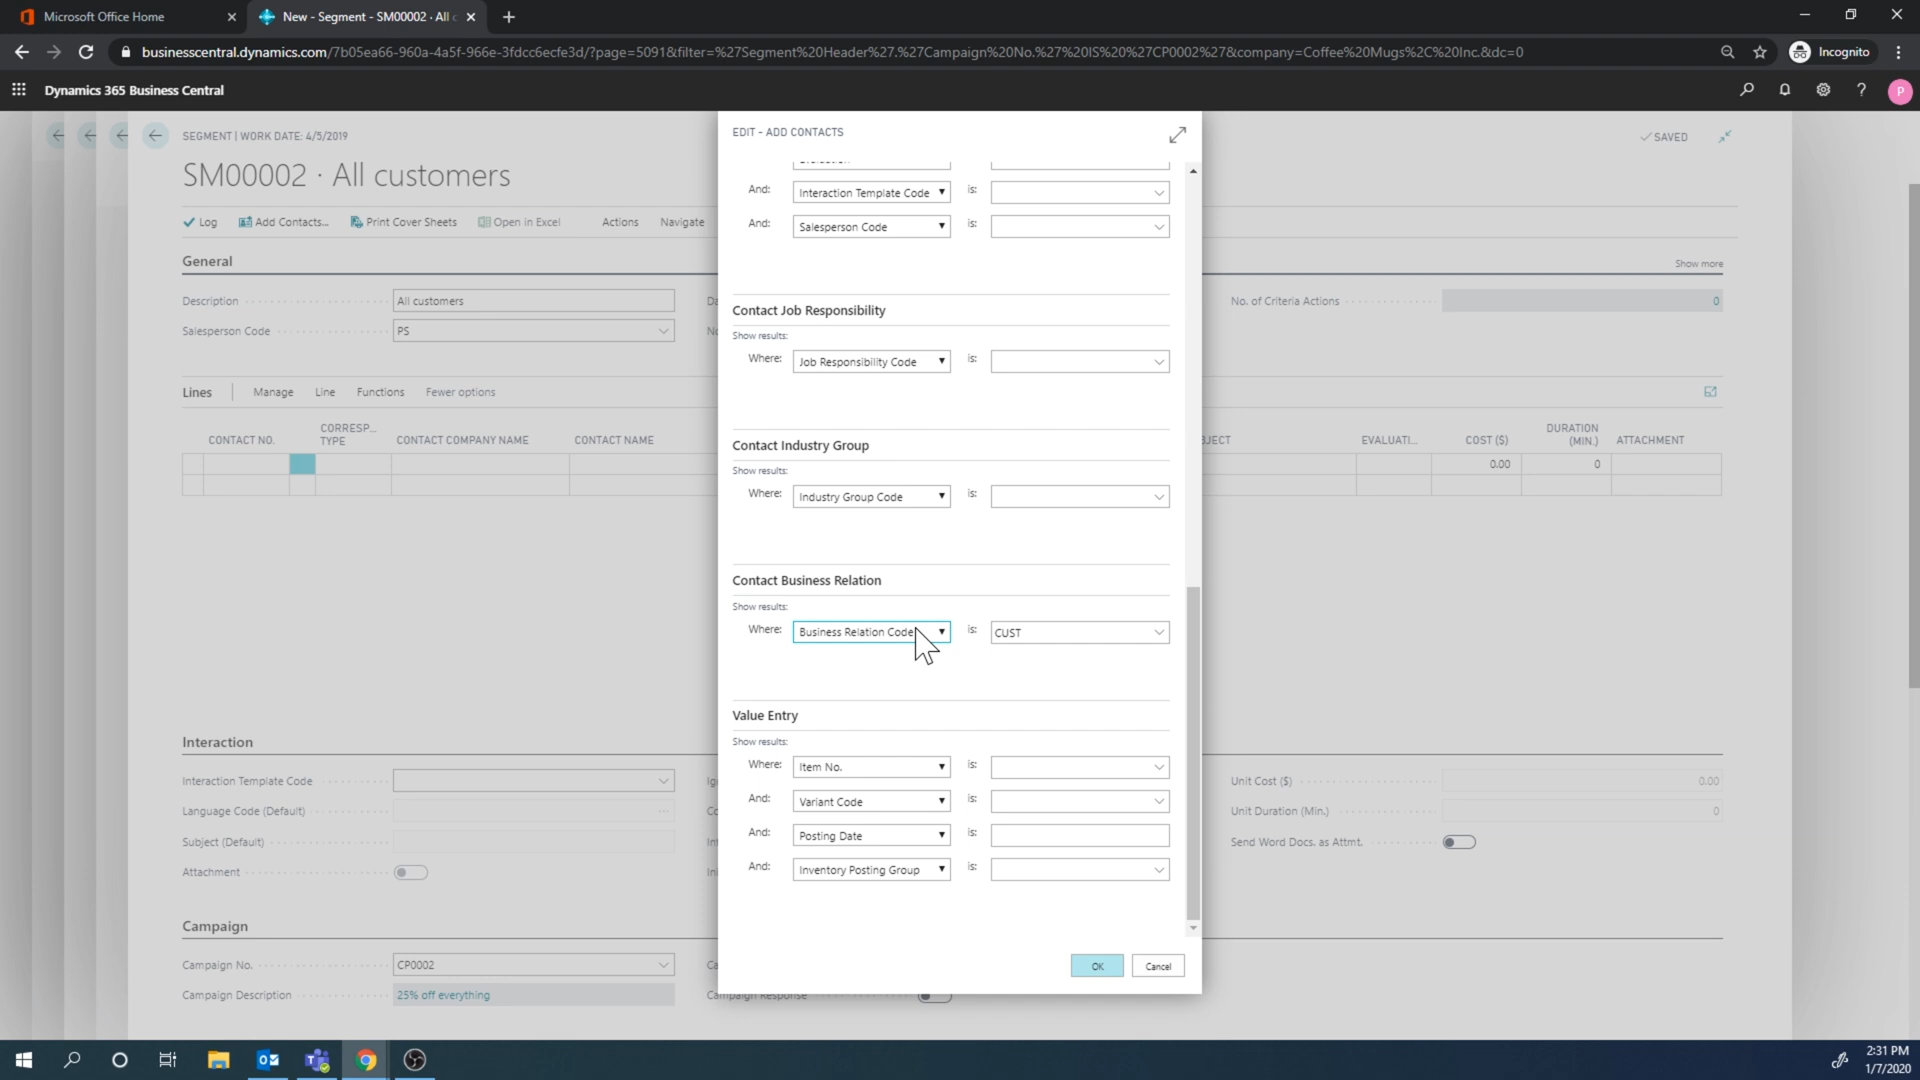 Microsoft Office Home
New - Segment - SM00002 · All c
businesscentral.dynamics.com/7b05ea66-960a-4a5f-966e-3fdcc6ecfe3d/?page=5091&filter=%27Segment%20Header%27.%27Campaign%20No.%27%20IS%20%27CP0002%27&company=Coffee%20Mugs%2C%20Inc.&dc=0
Incognito
Dynamics 365 Business Central
P
SEGMENT | WORK DATE: 4/5/2019
SAVED
SM00002 · All customers
Log
Add Contacts...
Print Cover Sheets
Open in Excel
Actions
Navigate
General
Show more
Description
All customers
No. of Criteria Actions
0
Salesperson Code
PS
Lines
Manage
Line
Functions
Fewer options
CONTACT NO.
CORRESP... TYPE
CONTACT COMPANY NAME
CONTACT NAME
EVALUATI...
COST ($)
DURATION (MIN.)
ATTACHMENT
0.00
0
Interaction
Interaction Template Code
Unit Cost ($)
0.00
Language Code (Default)
Unit Duration (Min.)
0
Subject (Default)
Send Word Docs. as Attmt.
Attachment
Campaign
Campaign No.
CP0002
Campaign Description
25% off everything
Campaign Response
EDIT - ADD CONTACTS
And:
Interaction Template Code
is:
And:
Salesperson Code
is:
Contact Job Responsibility
Show results:
Where:
Job Responsibility Code
is:
Contact Industry Group
Show results:
Where:
Industry Group Code
is:
Contact Business Relation
Show results:
Where:
Business Relation Code
is:
CUST
Value Entry
Show results:
Where:
Item No.
is:
And:
Variant Code
is:
And:
Posting Date
is:
And:
Inventory Posting Group
is:
OK
Cancel
2:31 PM
1/7/2020